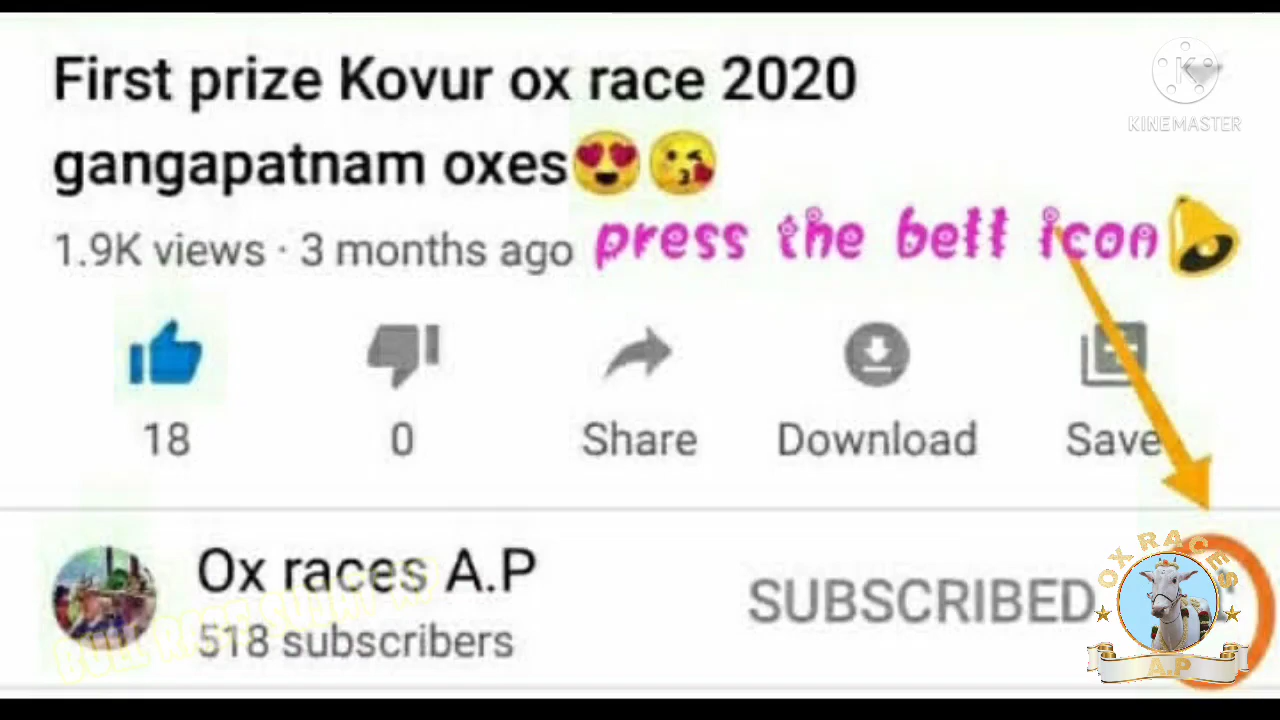 First prize Kovur ox race 2020
gangapatnam oxes😍😘
KINEMASTER
1.9K views · 3 months ago
press the bell icon🔔
18
0
Share
Download
Save
Ox races A.P
518 subscribers
SUBSCRIBED
OX RACES
A.P